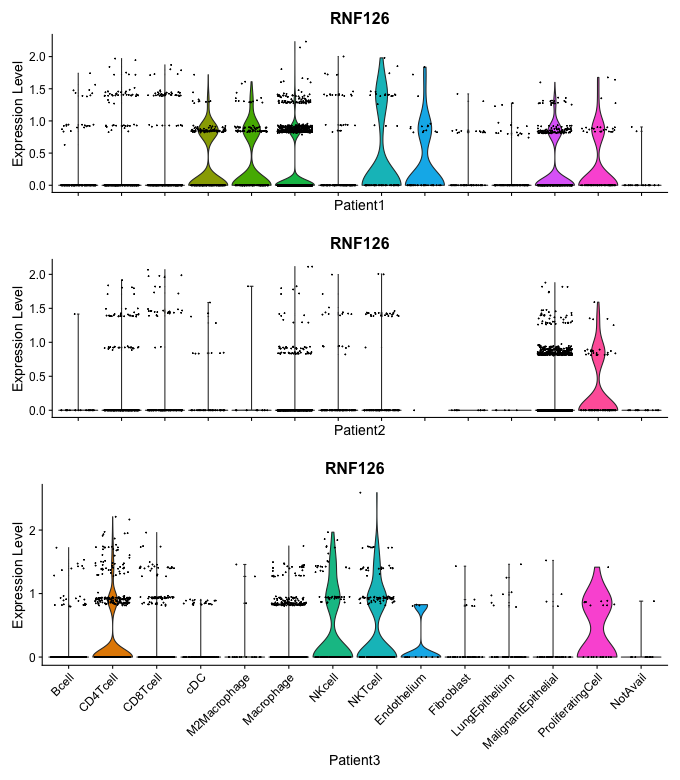 RNF126
Expression Level
2.0
1.5
1.0
0.5
0.0
Patient1
RNF126
Expression Level
2.0
1.5
1.0
0.5
0.0
Patient2
RNF126
Expression Level
2
1
0
Bcell
CD4Tcell
CD8Tcell
cDC
M2Macrophage
Macrophage
NKcell
NKTcell
Endothelium
Fibroblast
LungEpithelium
MalignantEpithelial
ProliferatingCell
NotAvail
Patient3